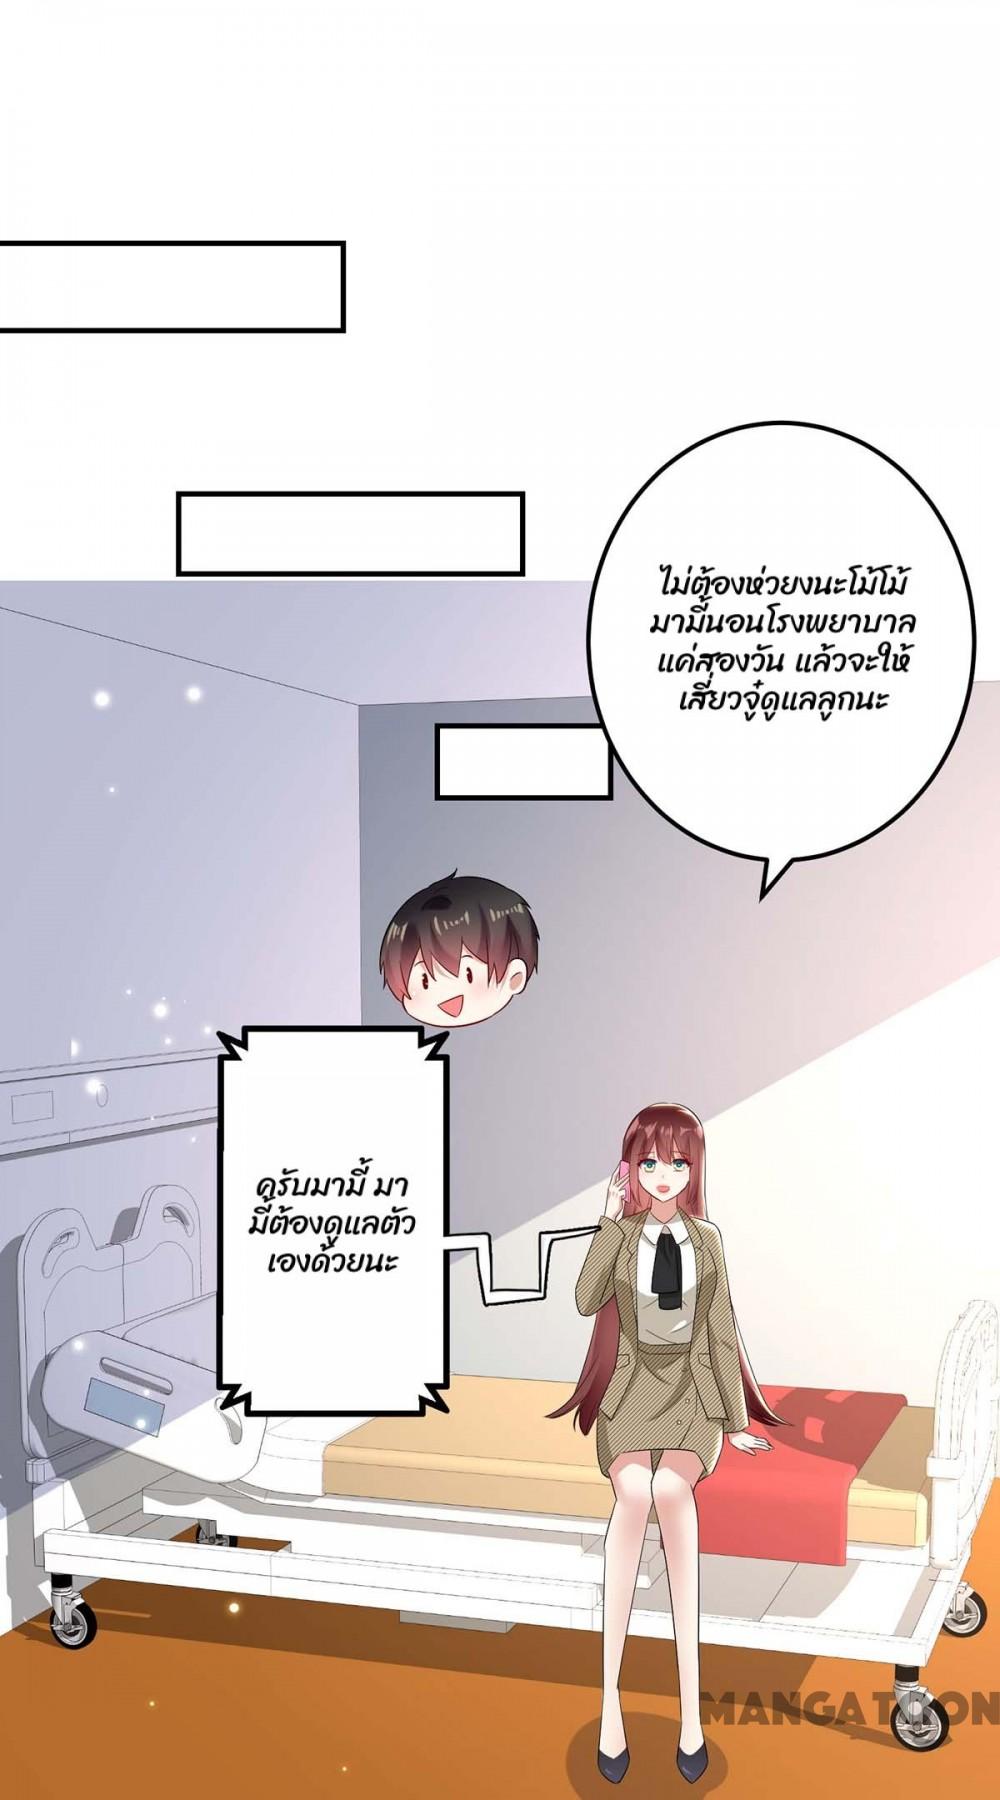 ไม่ต้องห่วยงนะโม้โม้
มามี้นอนโรงพยาบาล
แค่สองวัน แล้วจะให้
เสี่ยวจู๋ดูแลลูกนะ
ครับมามี้ มา
มี้ต้องดูแลตัว
เองด้วยนะ
MANGATOON